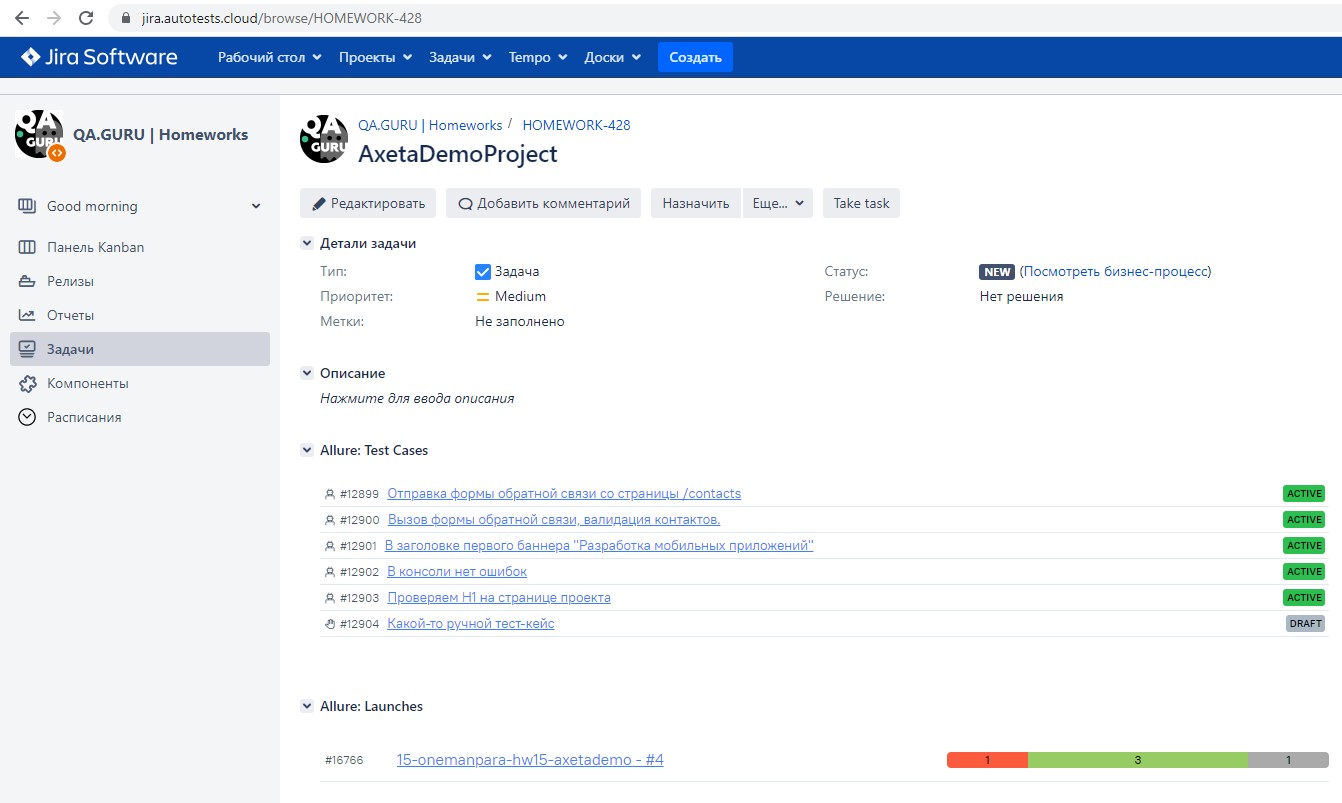 jira.autotests.cloud/browse/HOMEWORK-428
Jira Software Рабочий стол Проекты Задачи Tempo Доски Создать
QA GURU
QA.GURU | Homeworks
Good morning
Панель Kanban
Релизы
Отчеты
Задачи
Компоненты
Расписания
QA GURU
QA.GURU | Homeworks / HOMEWORK-428
AxetaDemoProject
Редактировать Добавить комментарий Назначить Еще... Take task
Детали задачи
Тип: Задача Статус: NEW (Посмотреть бизнес-процесс)
Приоритет: Medium Решение: Нет решения
Метки: Не заполнено
Описание
Нажмите для ввода описания
Allure: Test Cases
#12899 Отправка формы обратной связи со страницы /contacts ACTIVE
#12900 Вызов формы обратной связи, валидация контактов. ACTIVE
#12901 В заголовке первого баннера "Разработка мобильных приложений" ACTIVE
#12902 В консоли нет ошибок ACTIVE
#12903 Проверяем H1 на странице проекта ACTIVE
#12904 Какой-то ручной тест-кейс DRAFT
Allure: Launches
#16766 15-onemanpara-hw15-axetademo - #4 1 3 1